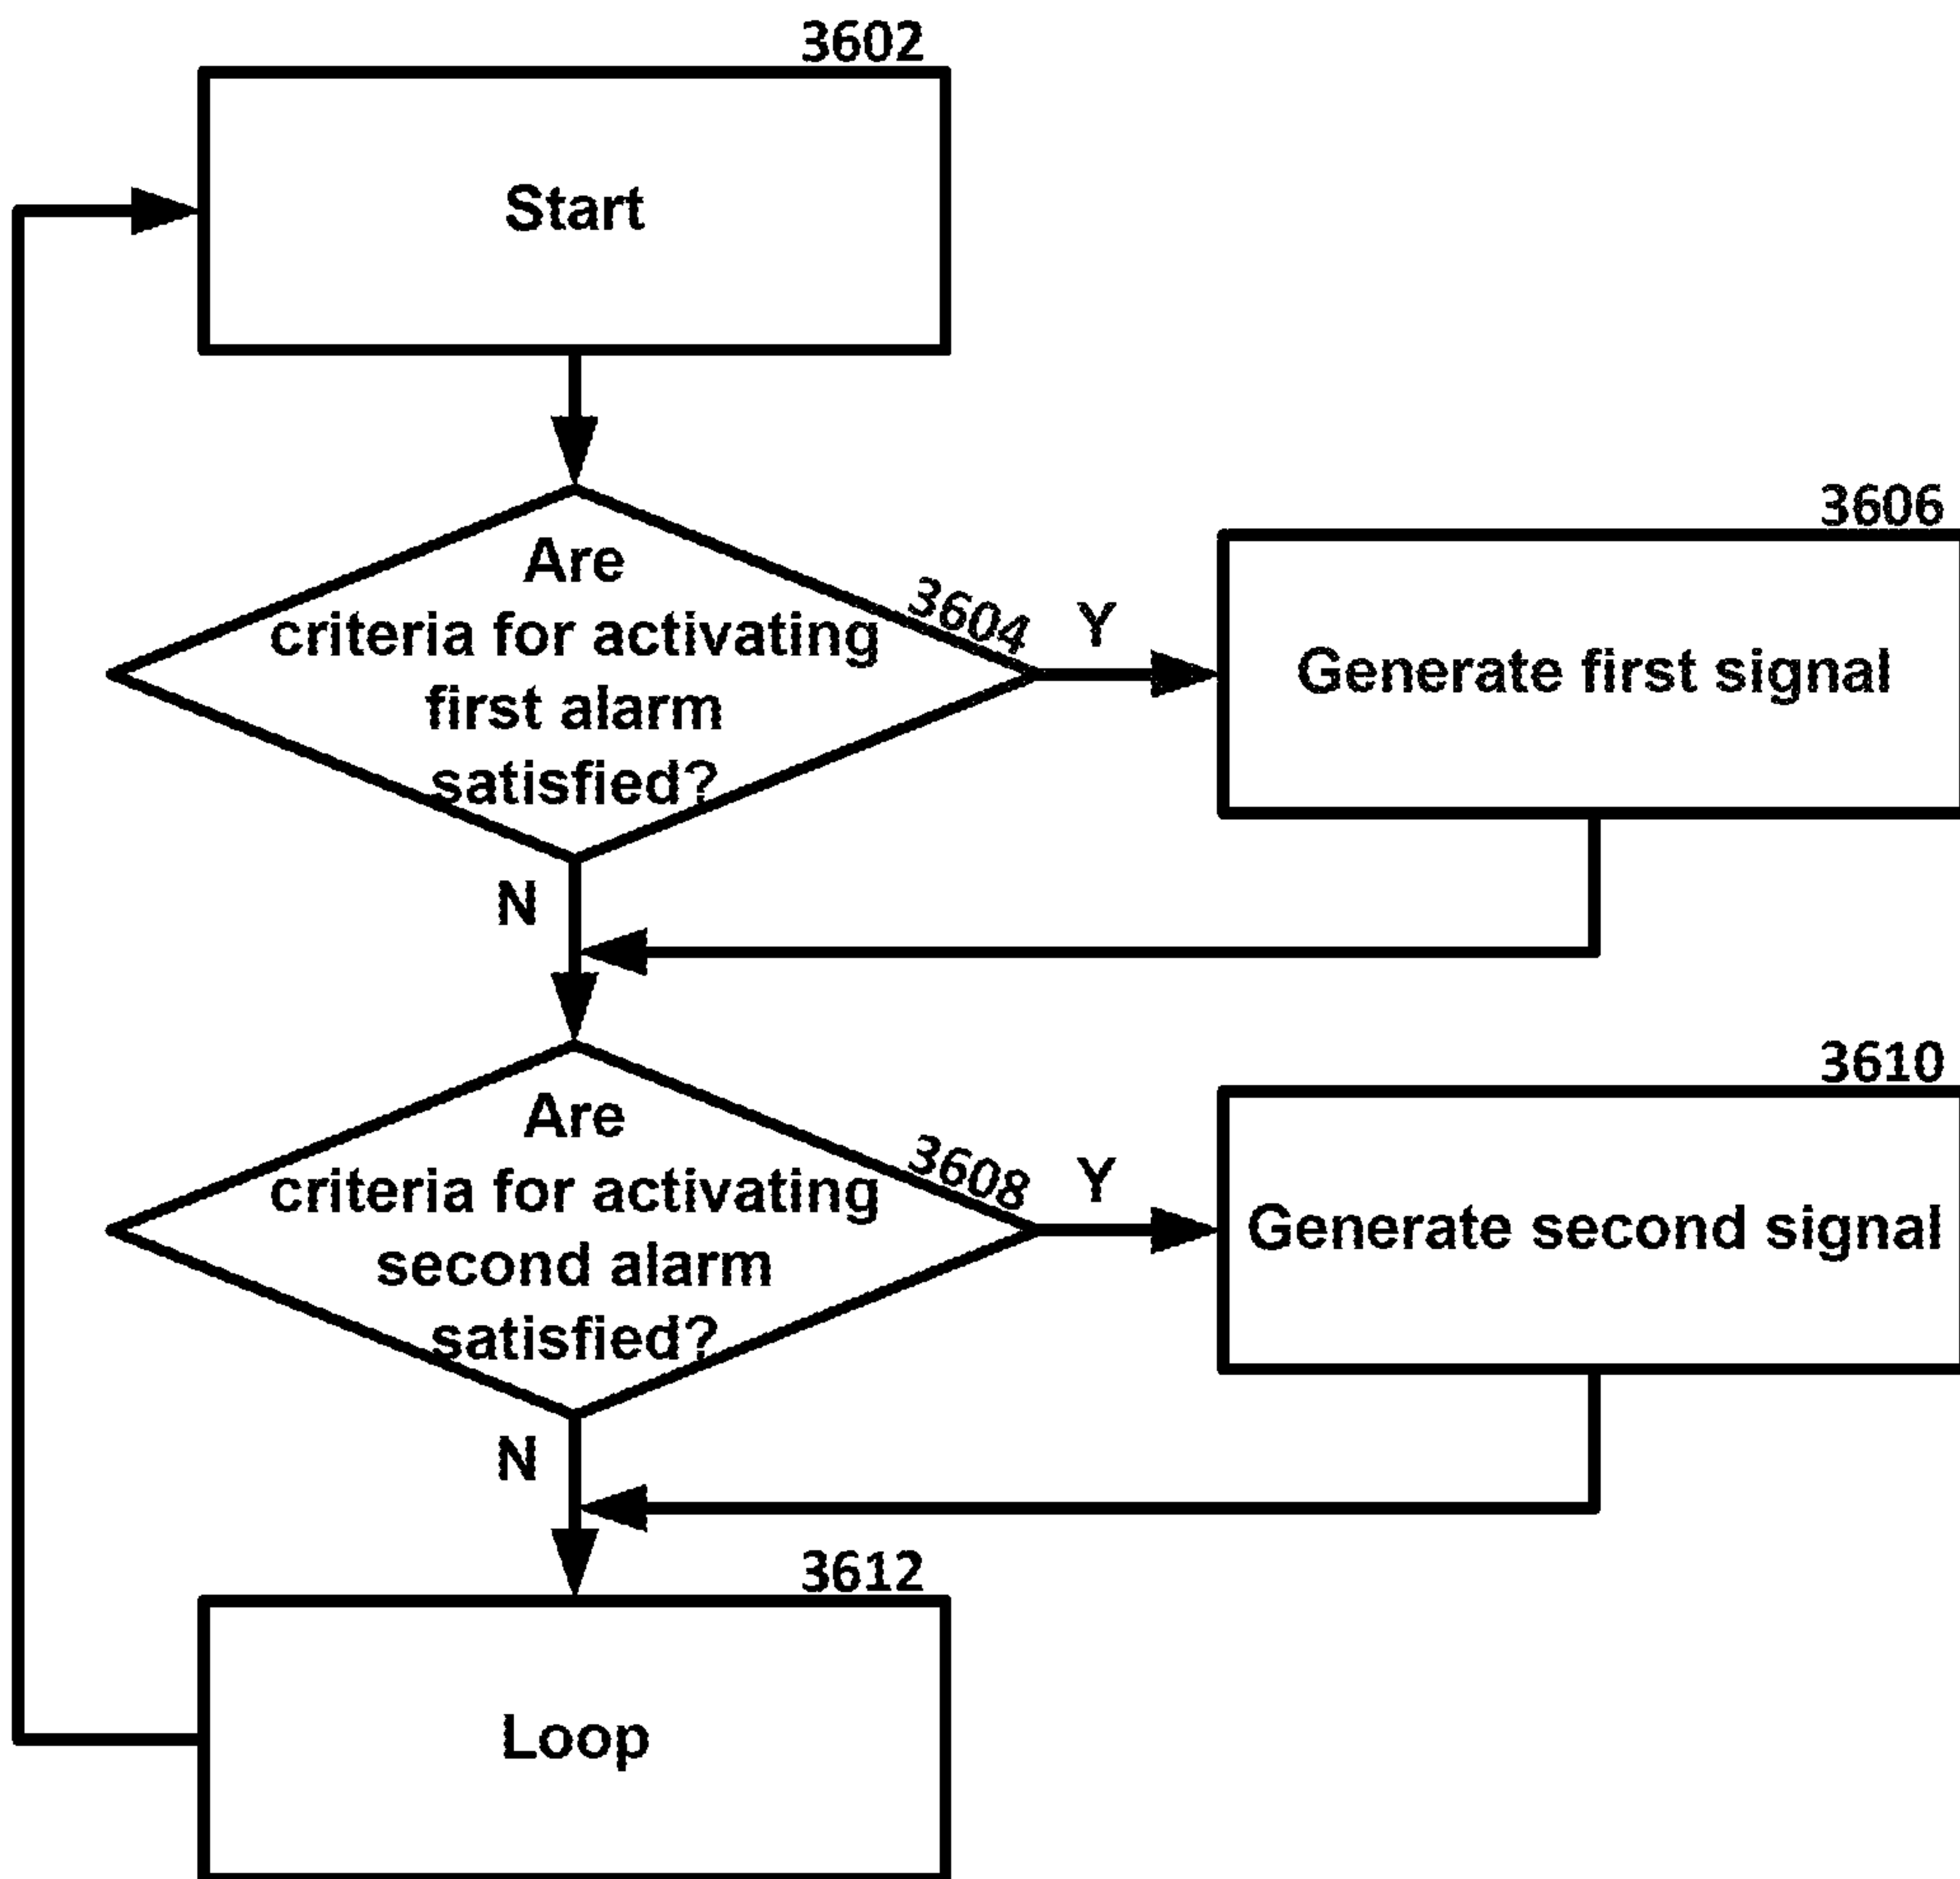 3602
Start
Are
criteria for activating
first alarm
satisfied?
3604
Y
3606
Generate first signal
N
Are
criteria for activating
second alarm
satisfied?
3608
Y
3610
Generate second signal
N
3612
Loop